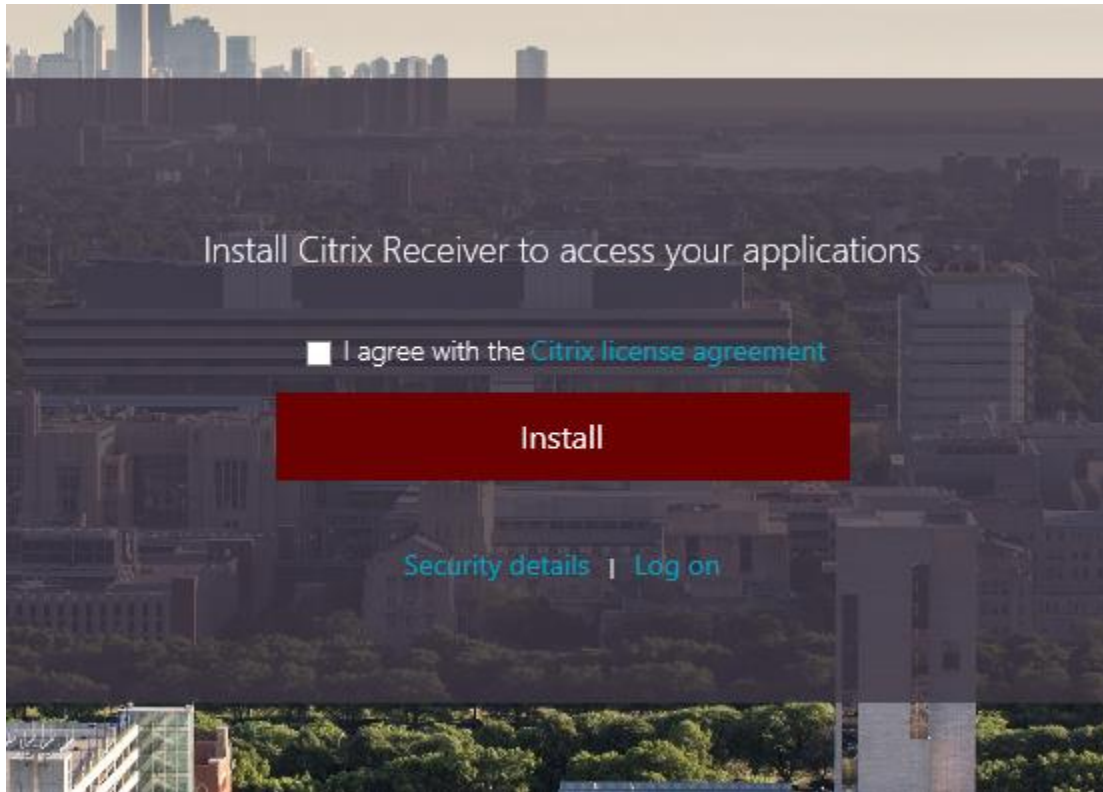 Install Citrix Receiver to access your applications
I agree with the Citrix license agreement
Install
Security details | Log on